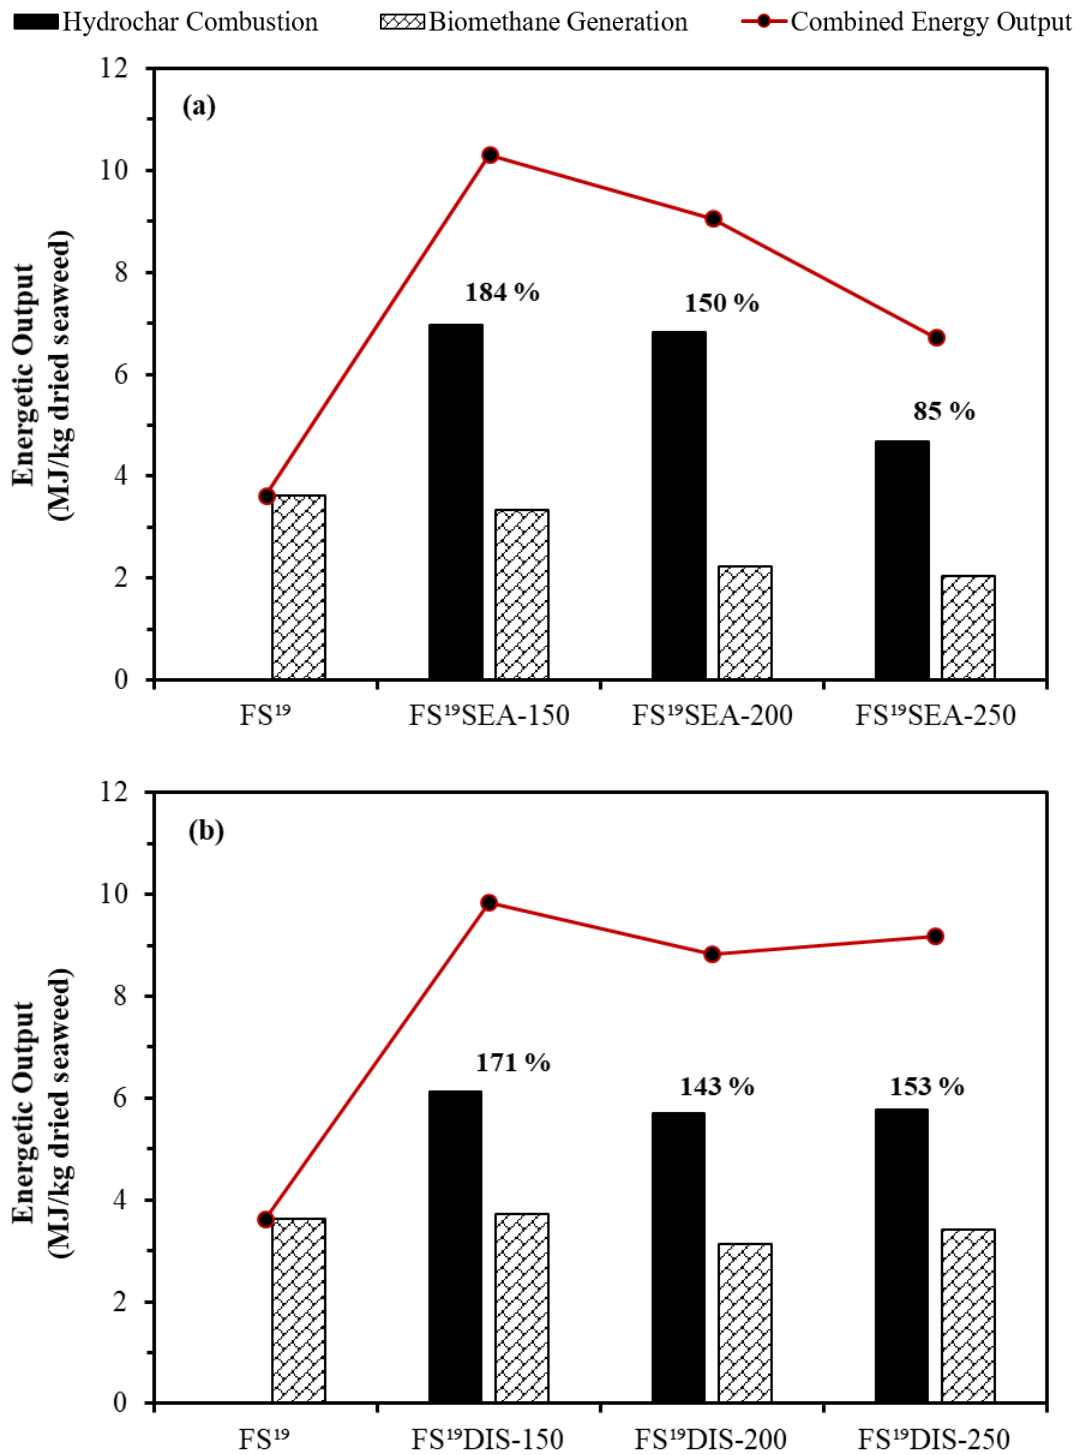 Hydrochar Combustion Biomethane Generation Combined Energy Output
(a)
Energetic Output
(MJ/kg dried seaweed)
12
10
8
6
4
2
0
184 %
150 %
85 %
FS¹⁹ FS¹⁹SEA-150 FS¹⁹SEA-200 FS¹⁹SEA-250
(b)
Energetic Output
(MJ/kg dried seaweed)
12
10
8
6
4
2
0
171 %
143 %
153 %
FS¹⁹ FS¹⁹DIS-150 FS¹⁹DIS-200 FS¹⁹DIS-250